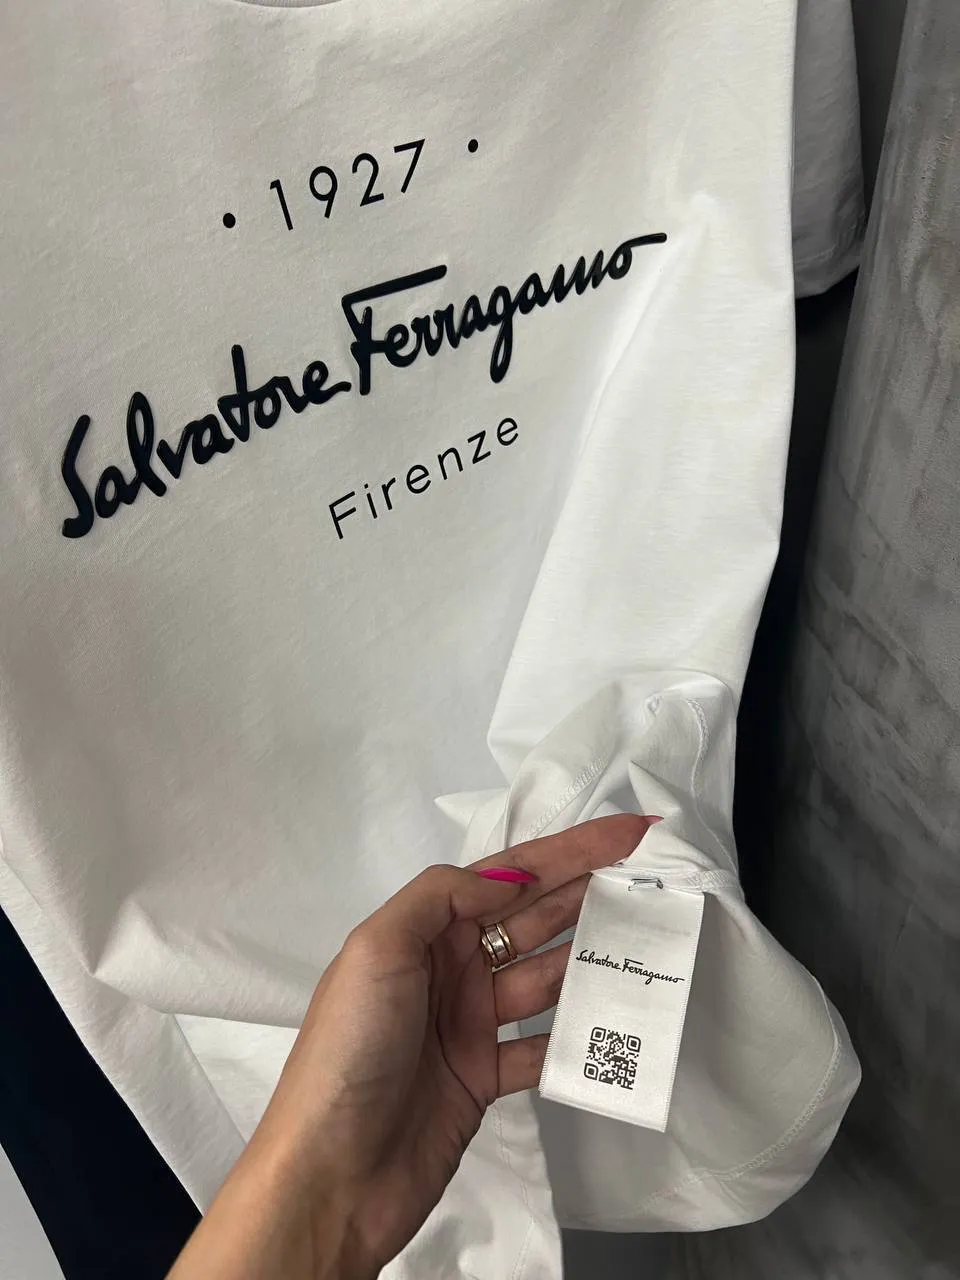 • 1927 •
Salvatore Ferragamo
Firenze
Salvatore Ferragamo